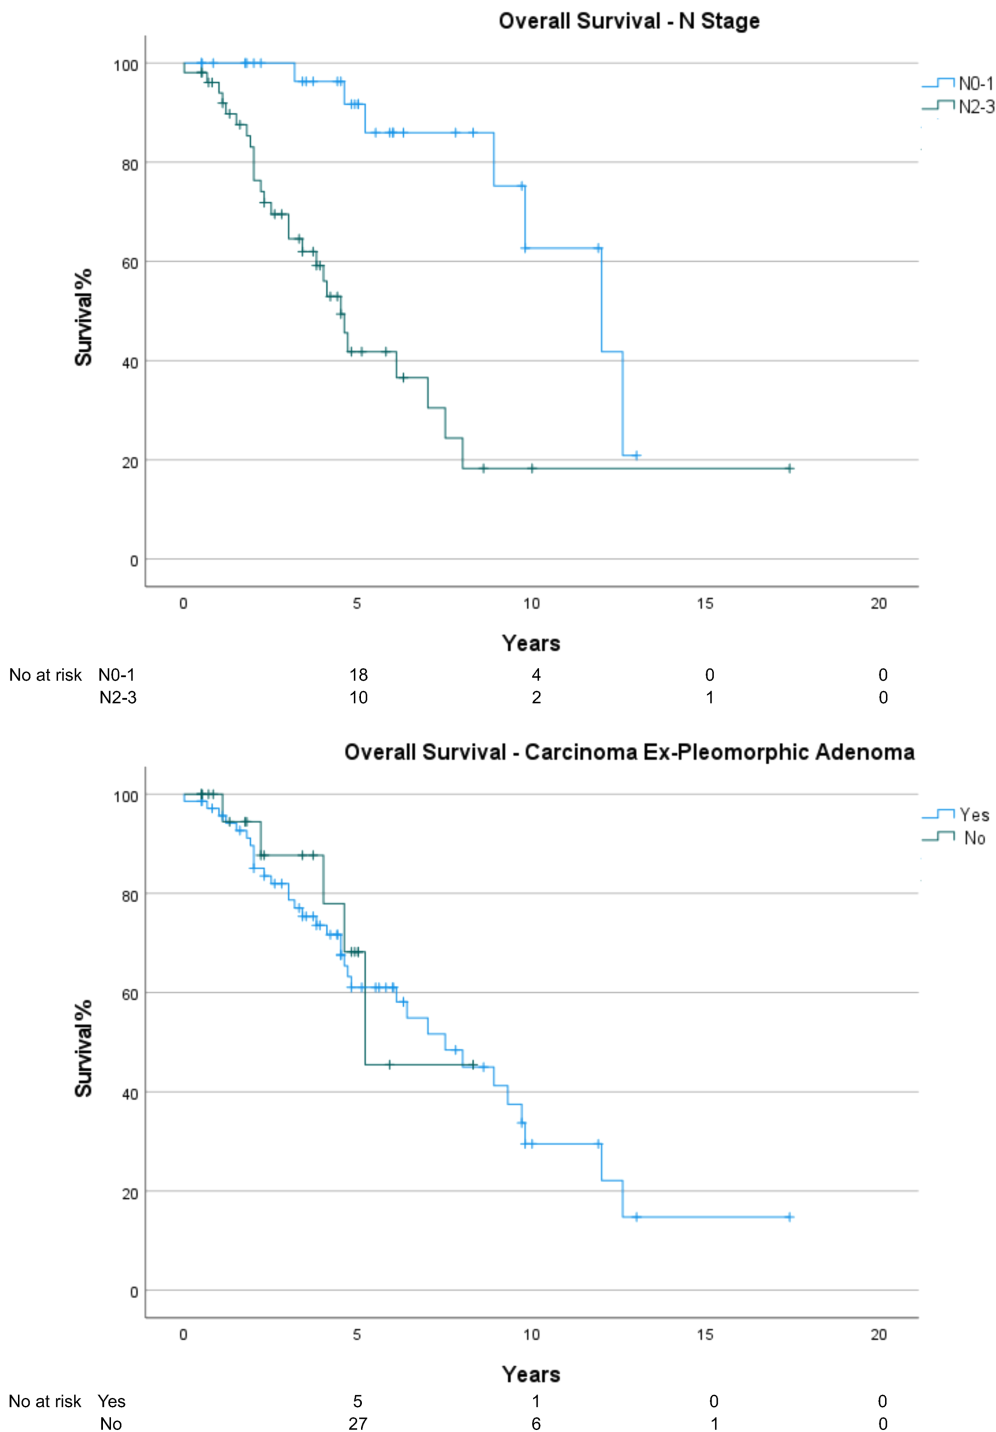 Overall Survival - N Stage
100
80
60
40
20
0
Survival%
N0-1
N2-3
0 5 10 15 20
Years
No at risk N0-1 18 4 0 0
N2-3 10 2 1 0
Overall Survival - Carcinoma Ex-Pleomorphic Adenoma
100
80
60
40
20
0
Survival%
Yes
No
0 5 10 15 20
Years
No at risk Yes 5 1 0 0
No 27 6 1 0